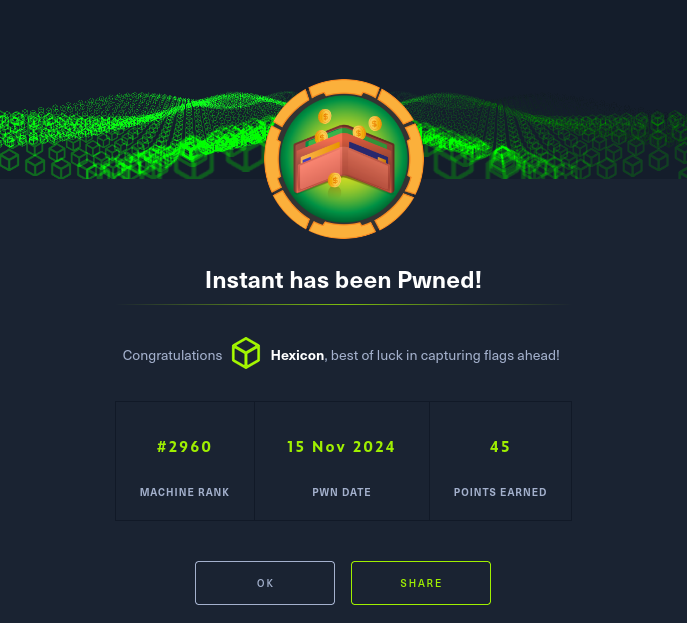 Instant has been Pwned!
Congratulations Hexicon, best of luck in capturing flags ahead!
#2960 15 Nov 2024 45
MACHINE RANK PWN DATE POINTS EARNED
OK SHARE